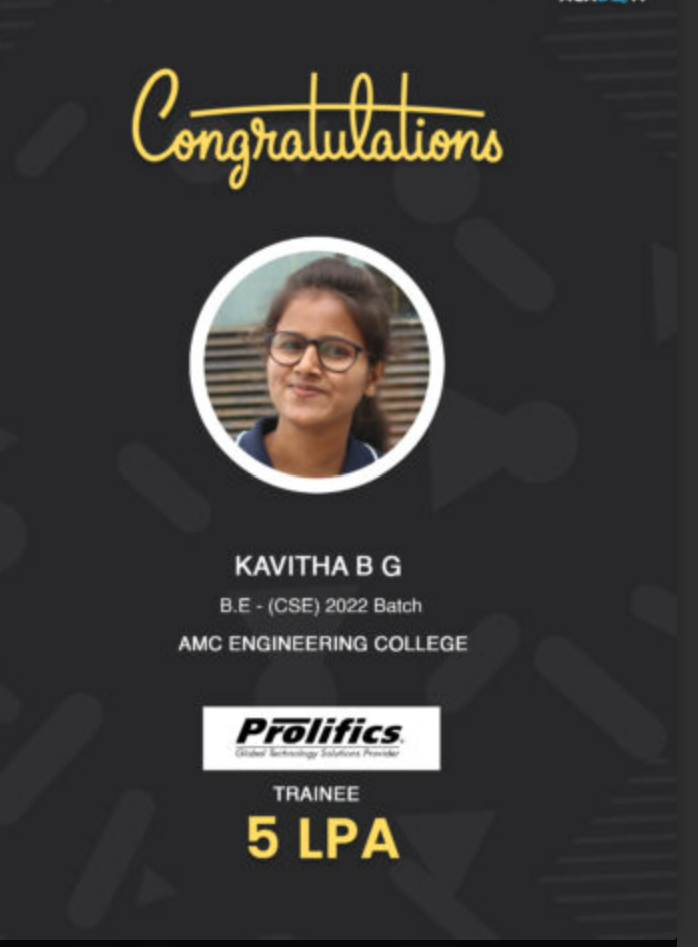 Congratulations
KAVITHA B G
B.E - (CSE) 2022 Batch
AMC ENGINEERING COLLEGE
Prolifics
Global Technology Solutions Provider
TRAINEE
5 LPA